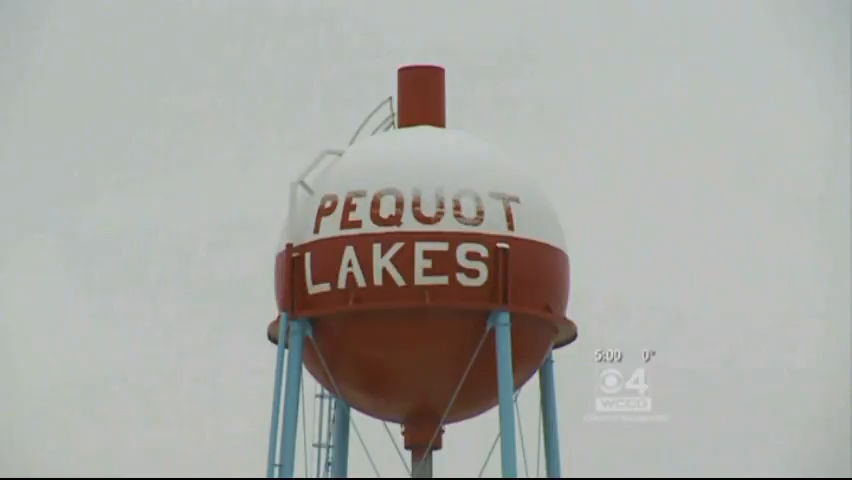 PEQUOT
LAKES
5:00 0°
4
WCCO